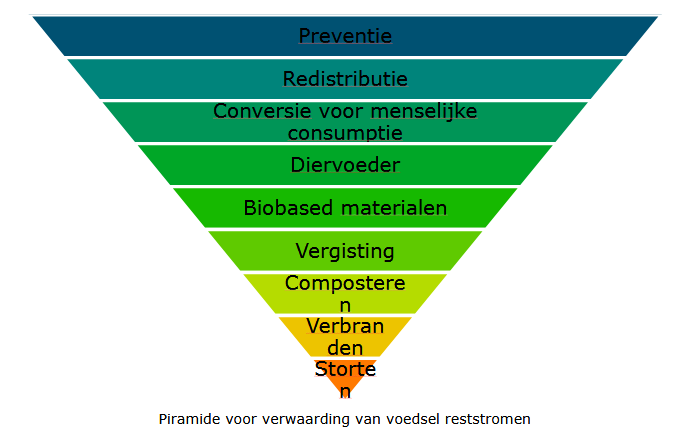 Preventie
Redistributie
Conversie voor menselijke
consumptie
Diervoeder
Biobased materialen
Vergisting
Compostere
n
Verbran
den
Storte
n
Piramide voor verwaarding van voedsel reststromen